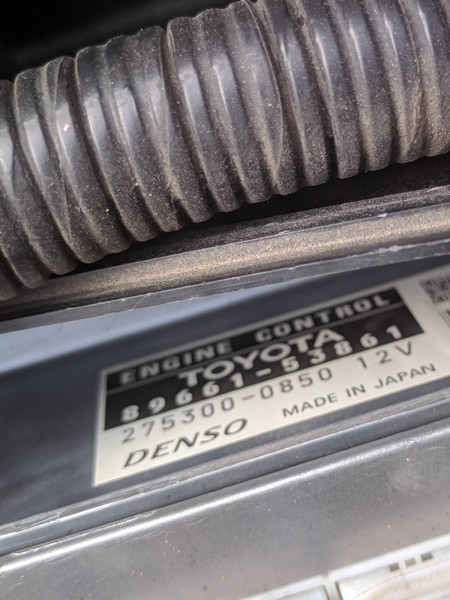 ENGINE CONTROL
TOYOTA
89661-53861
275300-0850 12V
DENSO MADE IN JAPAN